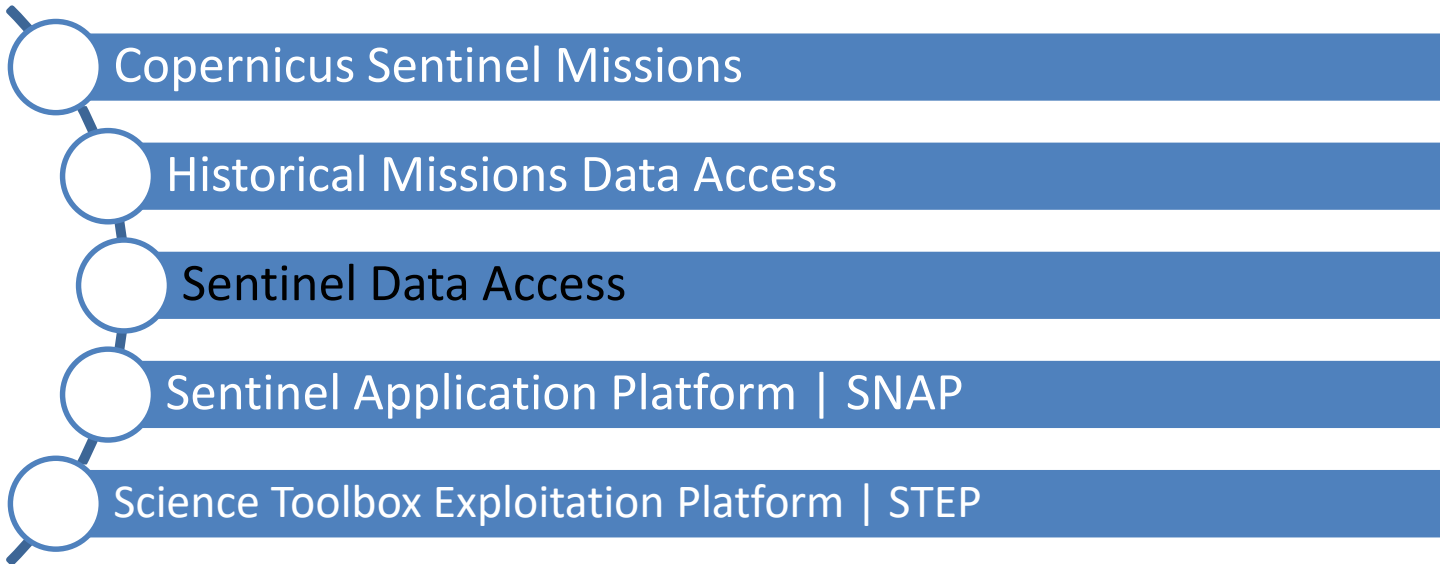 Copernicus Sentinel Missions
Historical Missions Data Access
Sentinel Data Access
Sentinel Application Platform | SNAP
Science Toolbox Exploitation Platform | STEP